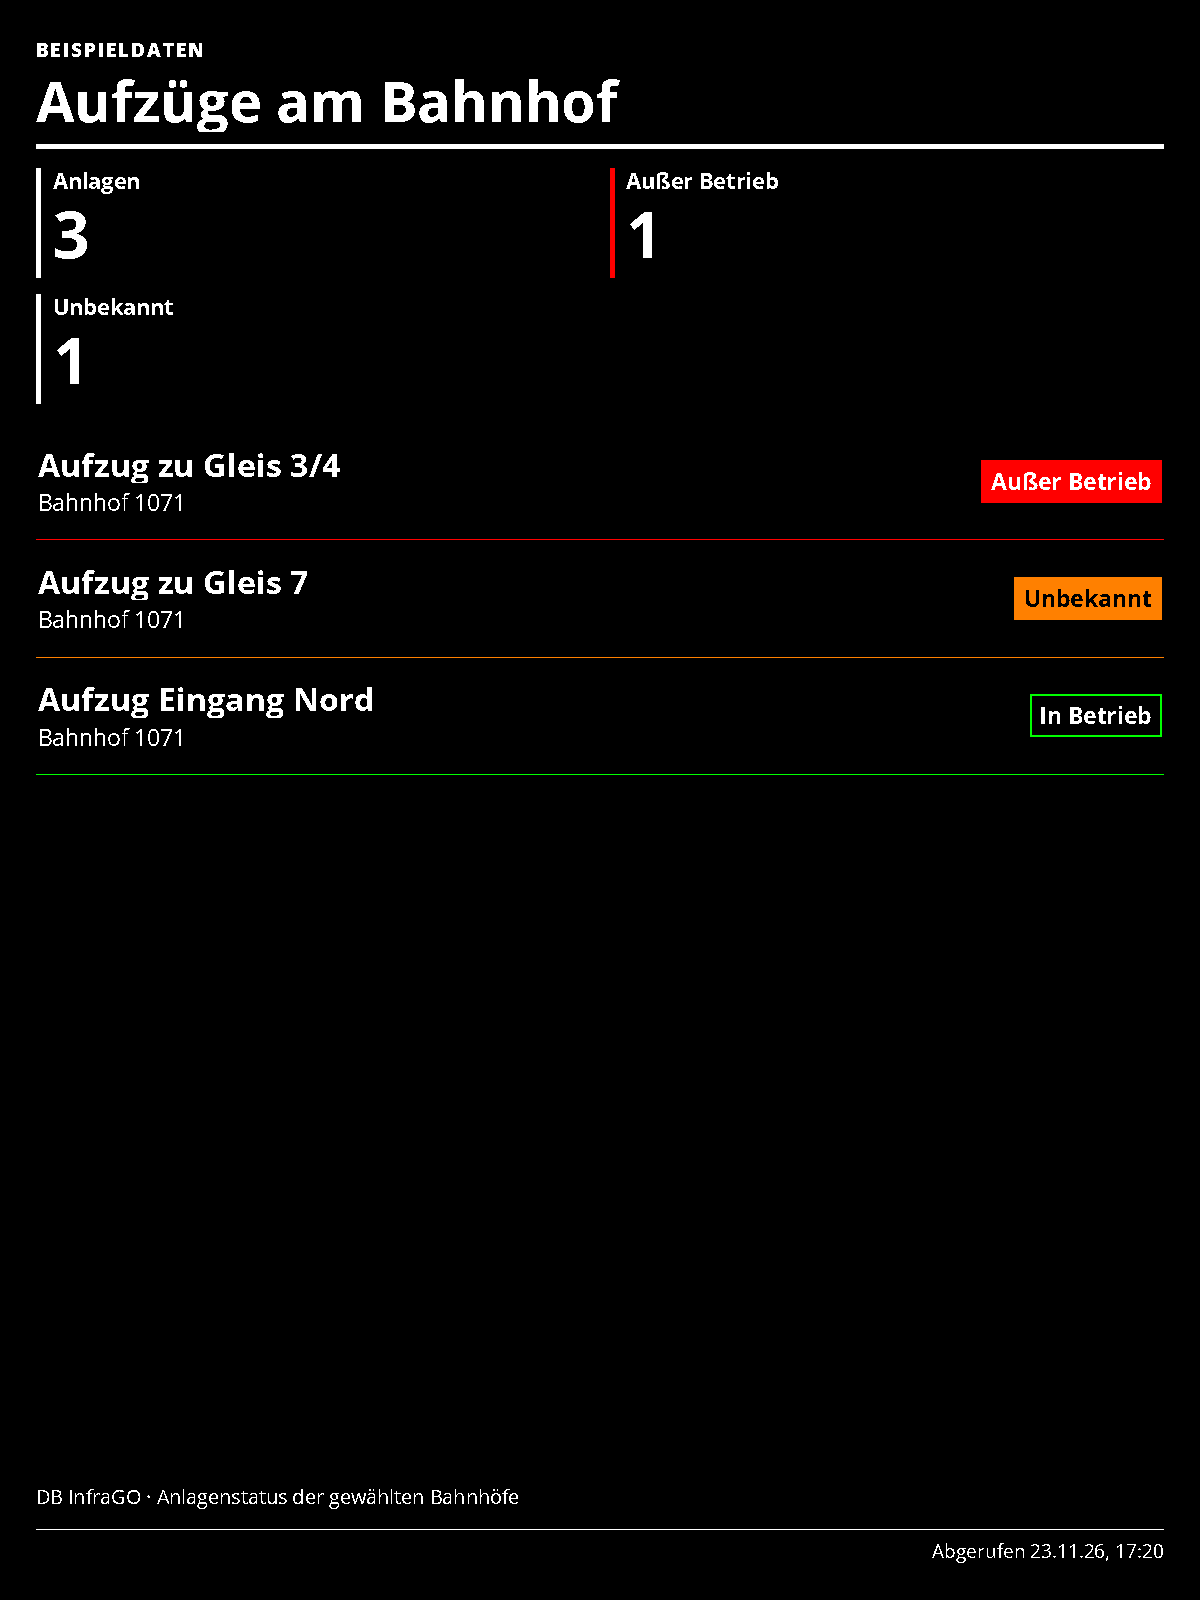 BEISPIELDATEN
Aufzüge am Bahnhof
Anlagen
3
Außer Betrieb
1
Unbekannt
1
Aufzug zu Gleis 3/4
Bahnhof 1071
Außer Betrieb
Aufzug zu Gleis 7
Bahnhof 1071
Unbekannt
Aufzug Eingang Nord
Bahnhof 1071
In Betrieb
DB InfraGO · Anlagenstatus der gewählten Bahnhöfe
Abgerufen 23.11.26, 17:20